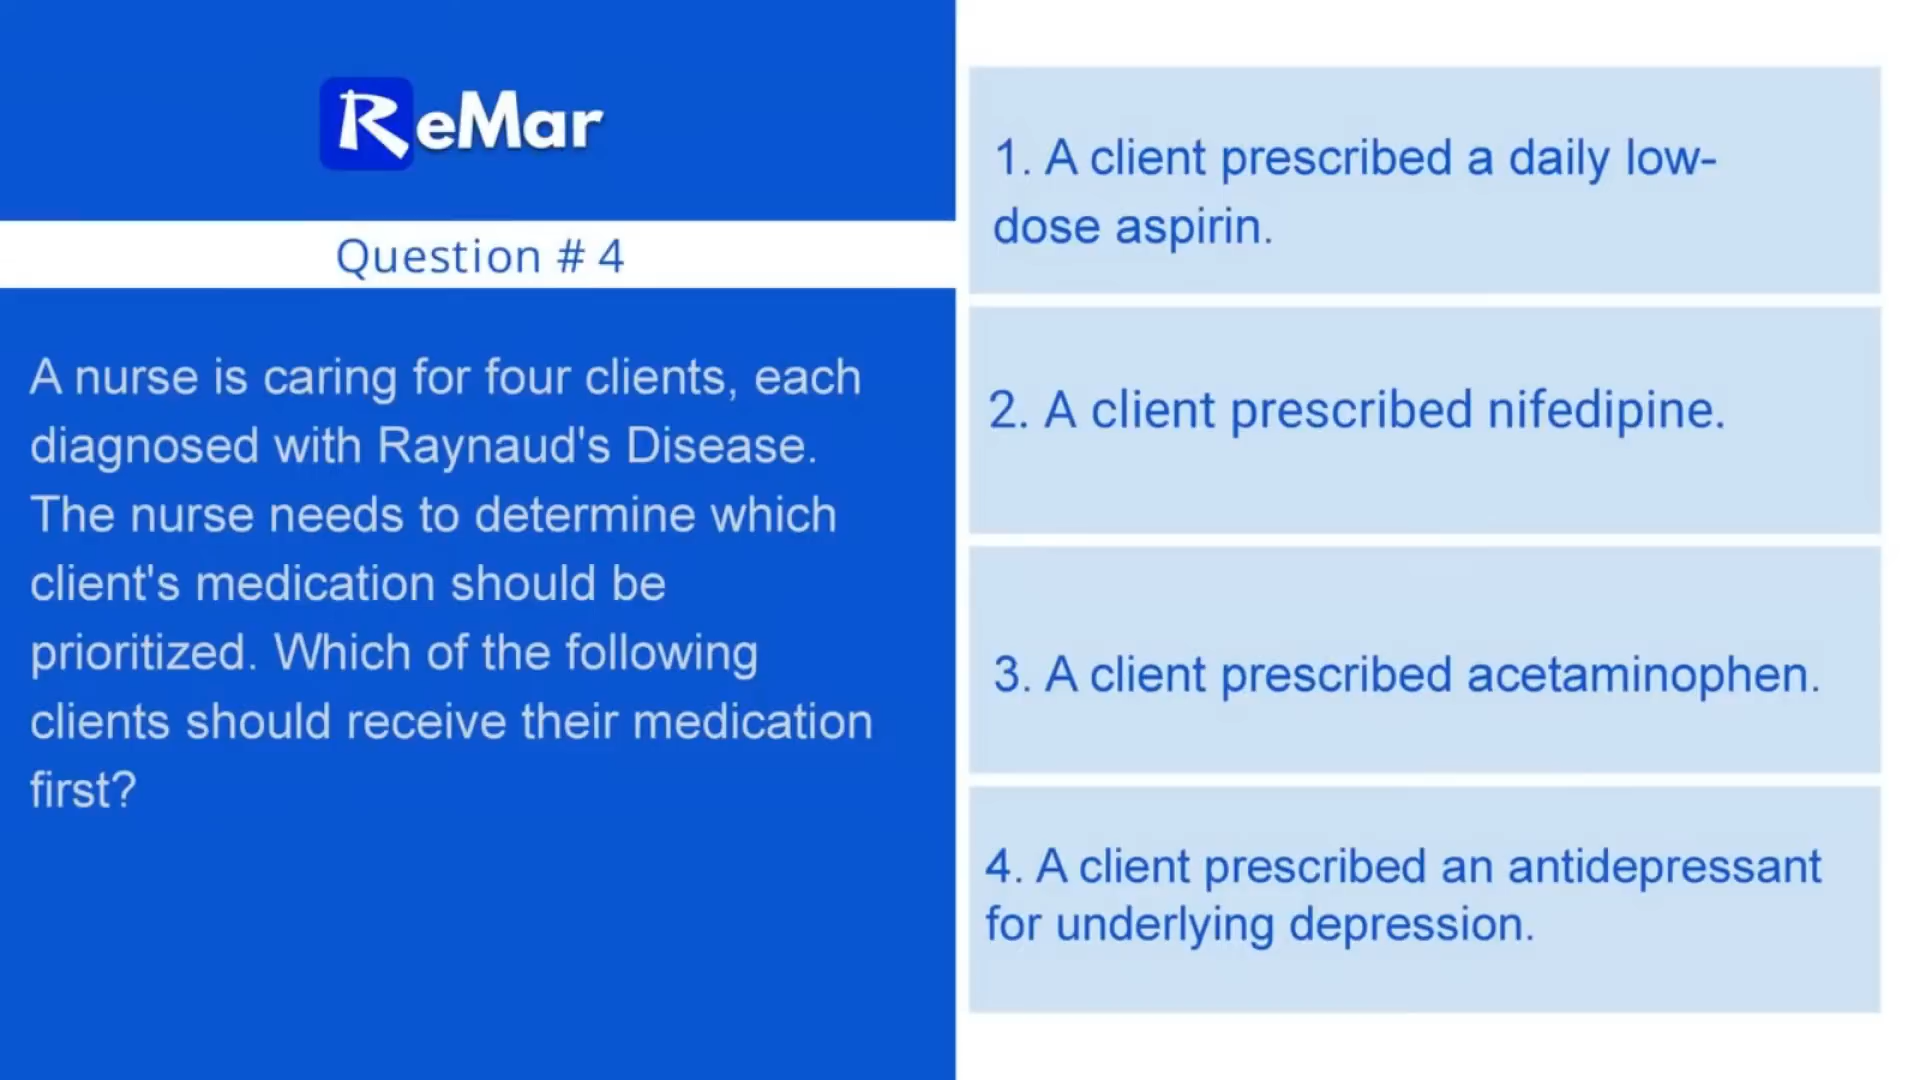 ReMar
Question # 4
A nurse is caring for four clients, each
diagnosed with Raynaud's Disease.
The nurse needs to determine which
client's medication should be
prioritized. Which of the following
clients should receive their medication
first?
1. A client prescribed a daily low-
dose aspirin.
2. A client prescribed nifedipine.
3. A client prescribed acetaminophen.
4. A client prescribed an antidepressant
for underlying depression.